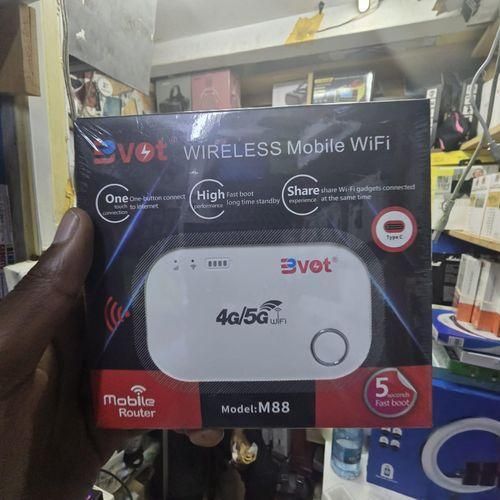 Bvot WIRELESS Mobile WiFi
One touch connection One-button connect to internet
High performance Fast boot long time standby
Share experience share Wi-Fi gadgets connected at the same time
Type C
Bvot®
4G/5G WiFi
Mobile Router
Model:M88
5 seconds Fast boot